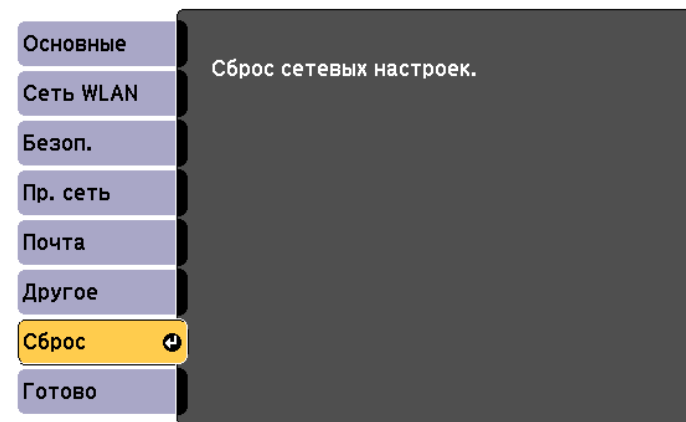 Основные
Сеть WLAN
Безоп.
Пр. сеть
Почта
Другое
Сброс
Готово
Сброс сетевых настроек.